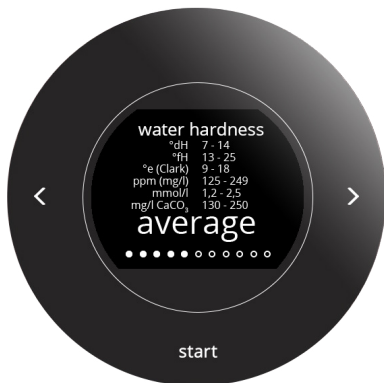 water hardness
°dH 7 - 14
°fH 13 - 25
°e (Clark) 9 - 18
ppm (mg/l) 125 - 249
mmol/l 1,2 - 2,5
mg/l CaCO₃ 130 - 250
average
< >
start